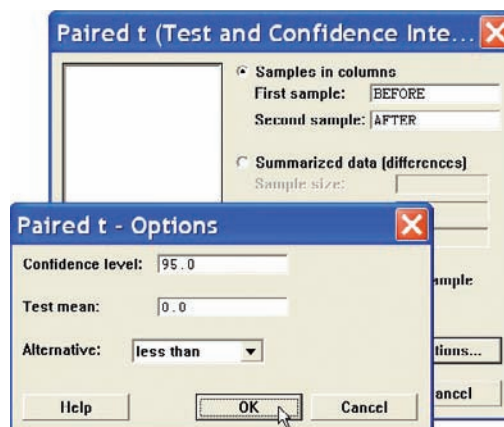 Paired t (Test and Confidence Inte...
Samples in columns
First sample: BEFORE
Second sample: AFTER
Summarized data (differences)
Sample size:
Paired t - Options
Confidence level: 95.0
Test mean: 0.0
Alternative: less than
Help OK Cancel
ample
tions...
ancel